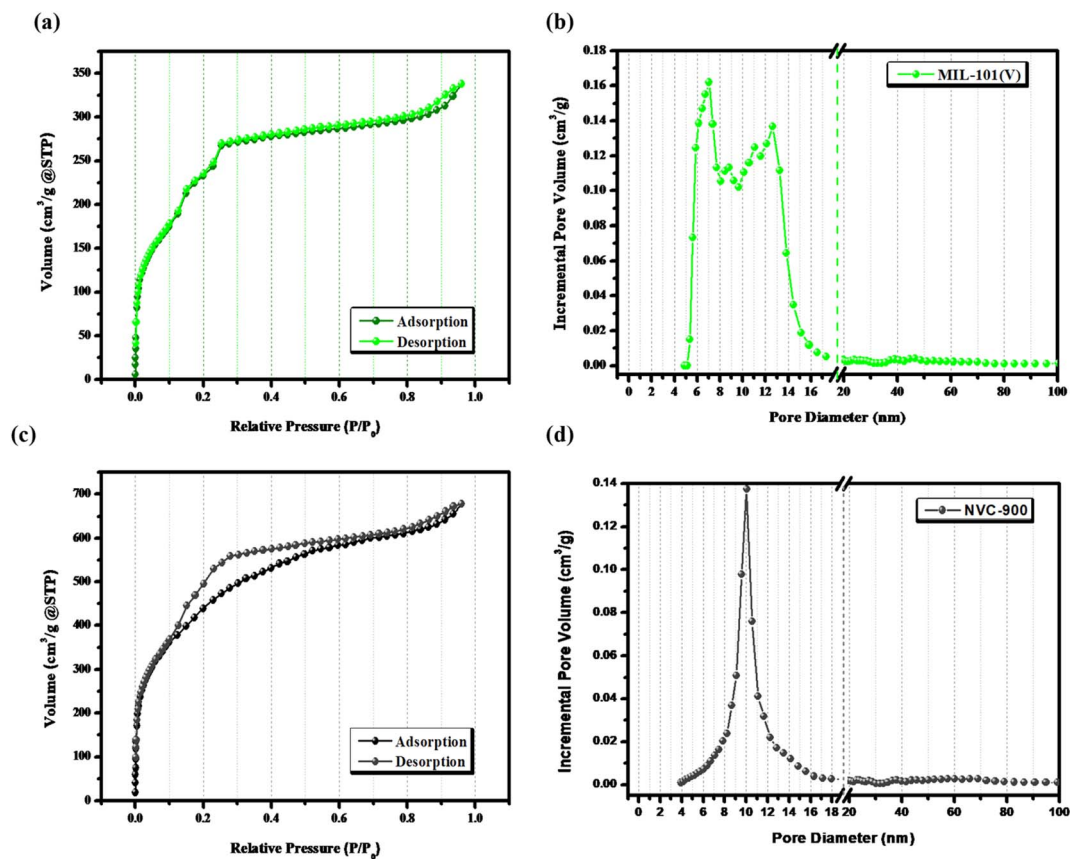 (a)
350
300
250
200
150
100
50
0
Volume (cm³/g @STP)
Adsorption
Desorption
0.0 0.2 0.4 0.6 0.8 1.0
Relative Pressure {P/P₀}
(b)
0.18
0.16
0.14
0.12
0.10
0.08
0.06
0.04
0.02
0.00
Incremental Pore Volume (cm³/g)
MIL-101(V)
0 2 4 6 8 10 12 14 16 20 40 60 80 100
Pore Diameter (nm)
(c)
700
600
500
400
300
200
100
0
Volume (cm³/g @STP)
Adsorption
Desorption
0.0 0.2 0.4 0.6 0.8 1.0
Relative Pressure {P/P₀}
(d)
0.14
0.12
0.10
0.08
0.06
0.04
0.02
0.00
Incremental Pore Volume (cm³/g)
NVC-900
0 2 4 6 8 10 12 14 16 18 20 40 60 80 100
Pore Diameter {nm}